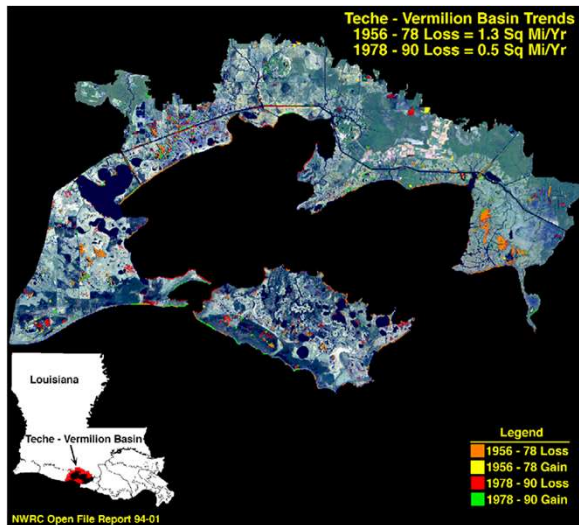 Teche - Vermilion Basin Trends
1956 - 78 Loss = 1.3 Sq Mi/Yr
1978 - 90 Loss = 0.5 Sq Mi/Yr
Louisiana
Teche - Vermilion Basin
NWRC Open File Report 94-01
Legend
1956 - 78 Loss
1956 - 78 Gain
1978 - 90 Loss
1978 - 90 Gain